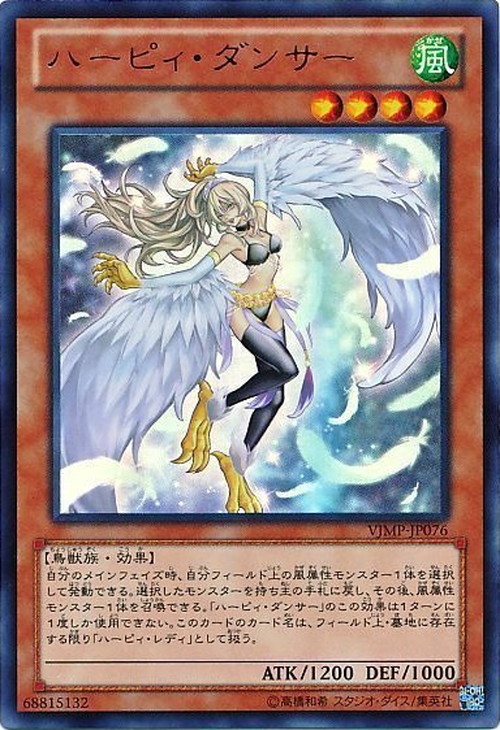 ハーピィ・ダンサー
風
VJMP-JP076
【鳥獣族・効果】
自分のメインフェイズ時、自分フィールド上の風属性モンスター1体を選択
して発動できる。選択したモンスターを持ち主の手札に戻し、その後、風属性
モンスター1体を召喚できる。「ハーピィ・ダンサー」のこの効果は1ターンに
1度しか使用できない。このカードのカード名は、フィールド上・墓地に存在
する限り「ハーピィ・レディ」として扱う。
ATK/1200 DEF/1000
68815132 ©高橋和希 スタジオ・ダイス/集英社